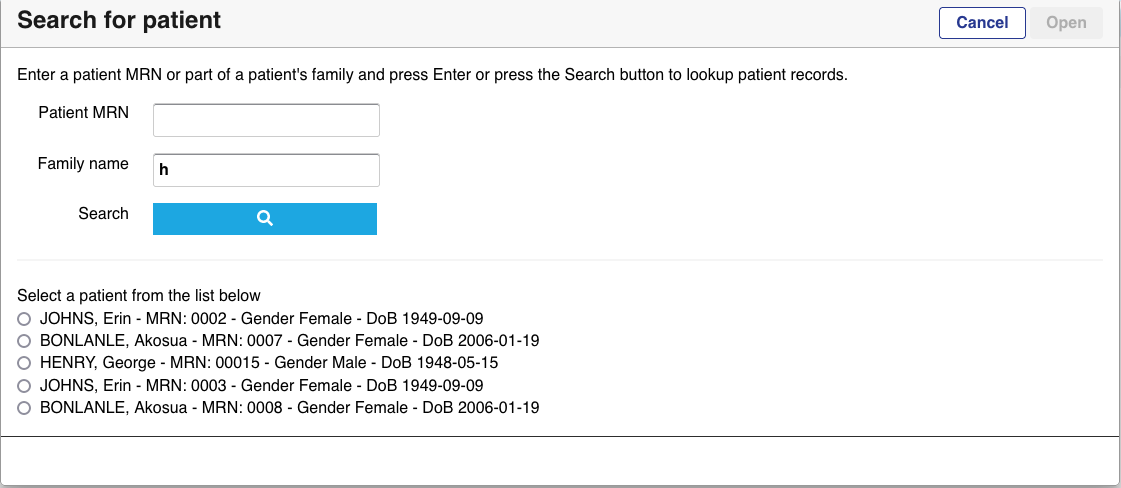 Search for patient
Cancel
Open
Enter a patient MRN or part of a patient's family and press Enter or press the Search button to lookup patient records.
Patient MRN
Family name
h
Search
Select a patient from the list below
JOHNS, Erin - MRN: 0002 - Gender Female - DoB 1949-09-09
BONLANLE, Akosua - MRN: 0007 - Gender Female - DoB 2006-01-19
HENRY, George - MRN: 00015 - Gender Male - DoB 1948-05-15
JOHNS, Erin - MRN: 0003 - Gender Female - DoB 1949-09-09
BONLANLE, Akosua - MRN: 0008 - Gender Female - DoB 2006-01-19